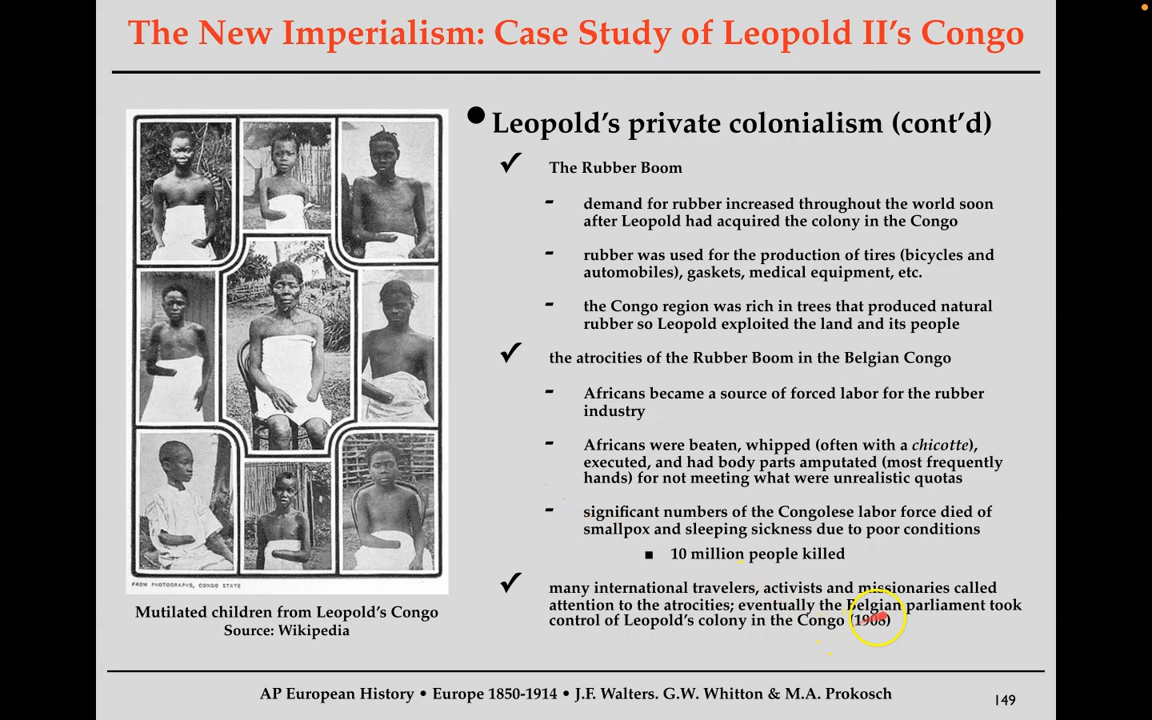 The New Imperialism: Case Study of Leopold II's Congo
• Leopold's private colonialism (cont'd)
✓ The Rubber Boom
- demand for rubber increased throughout the world soon
after Leopold had acquired the colony in the Congo
- rubber was used for the production of tires (bicycles and
automobiles), gaskets, medical equipment, etc.
- the Congo region was rich in trees that produced natural
rubber so Leopold exploited the land and its people
✓ the atrocities of the Rubber Boom in the Belgian Congo
- Africans became a source of forced labor for the rubber
industry
- Africans were beaten, whipped (often with a chicotte),
executed, and had body parts amputated (most frequently
hands) for not meeting what were unrealistic quotas
- significant numbers of the Congolese labor force died of
smallpox and sleeping sickness due to poor conditions
■ 10 million people killed
✓ many international travelers, activists and missionaries called
attention to the atrocities; eventually the Belgian parliament took
control of Leopold's colony in the Congo
FROM PHOTOGRAPHS, CONGO STATE
Mutilated children from Leopold's Congo
Source: Wikipedia
AP European History • Europe 1850-1914 • J.F. Walters. G.W. Whitton & M.A. Prokosch
149